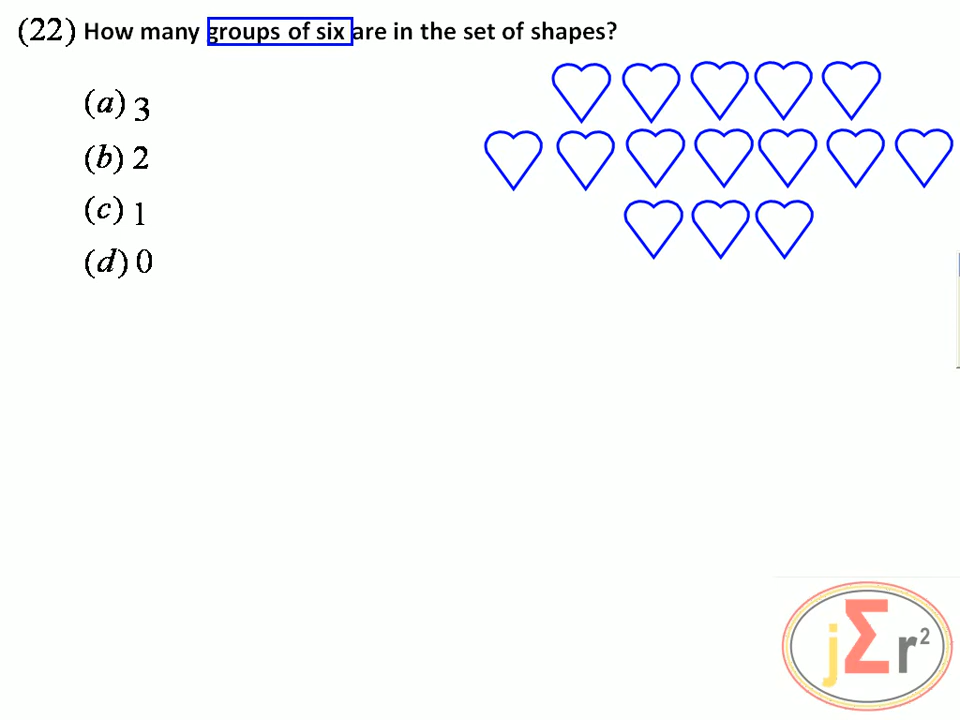 (22) How many groups of six are in the set of shapes?
(a) 3
(b) 2
(c) 1
(d) 0
jΣr²